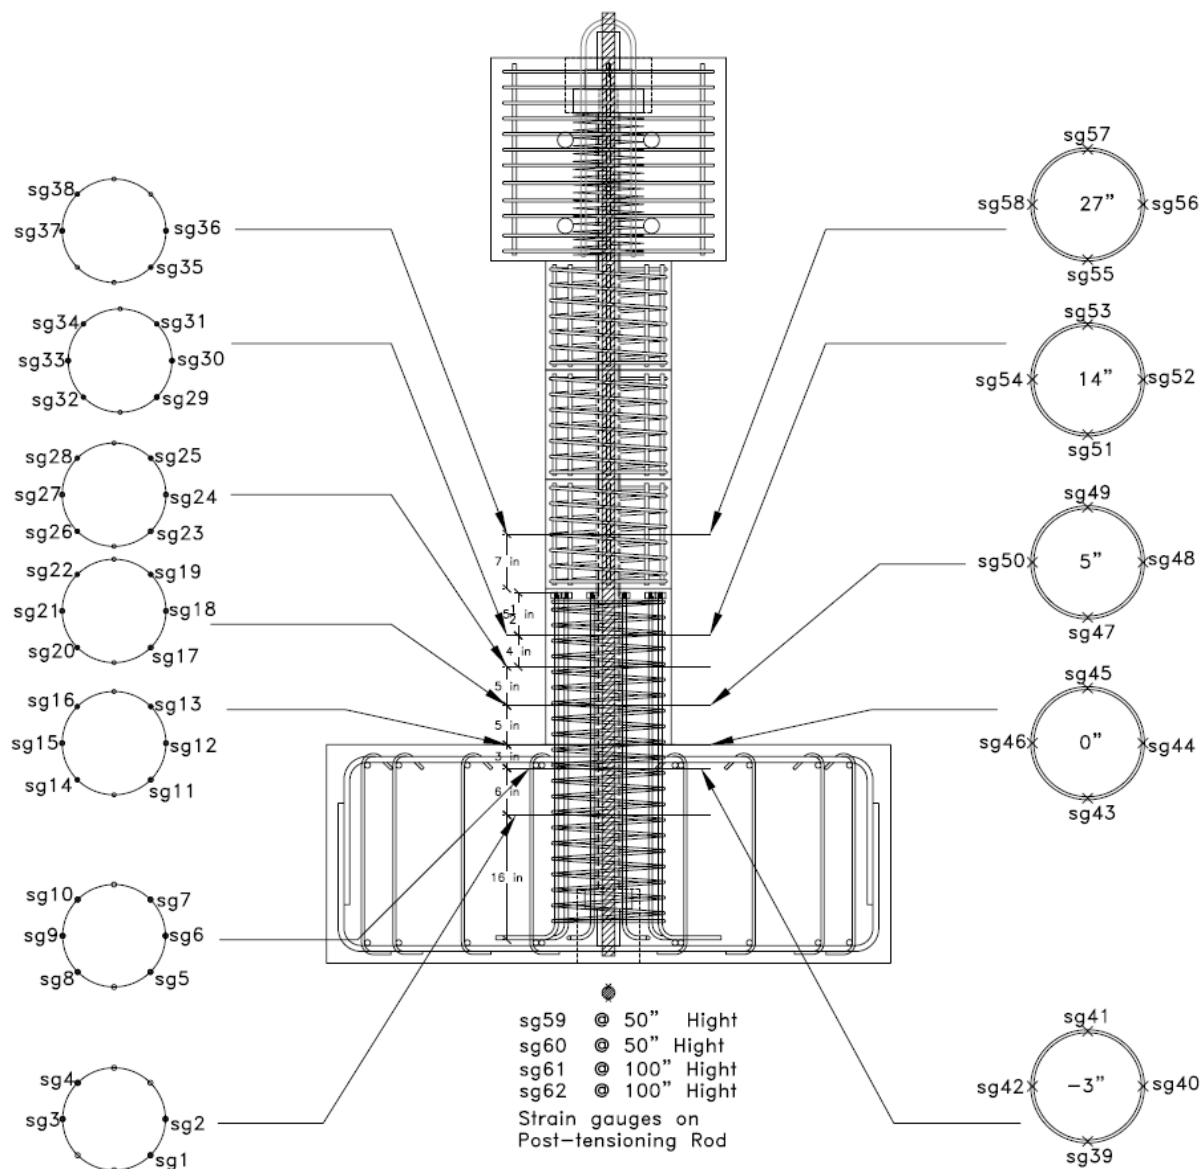 sg38
sg37
sg36
sg35
sg34
sg31
sg33
sg30
sg32
sg29
sg28
sg25
sg27
sg24
sg26
sg23
sg22
sg19
sg21
sg18
sg20
sg17
sg16
sg13
sg15
sg12
sg14
sg11
sg10
sg7
sg9
sg6
sg8
sg5
sg4
sg3
sg2
sg1
7 in
5 1/2 in
4 in
5 in
5 in
3 in
6 in
16 in
sg57
sg58 27" sg56
sg55
sg53
sg54 14" sg52
sg51
sg49
sg50 5" sg48
sg47
sg45
sg46 0" sg44
sg43
sg41
sg42 -3" sg40
sg39
sg59 @ 50" Hight
sg60 @ 50" Hight
sg61 @ 100" Hight
sg62 @ 100" Hight
Strain gauges on
Post-tensioning Rod